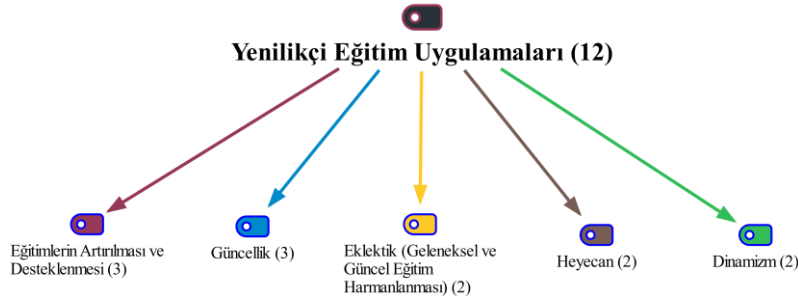 Yenilikçi Eğitim Uygulamaları (12)
Eğitimlerin Artırılması ve
Desteklenmesi (3)
Güncellik (3)
Eklektik (Geleneksel ve
Güncel Eğitim
Harmanlanması) (2)
Heyecan (2)
Dinamizm (2)